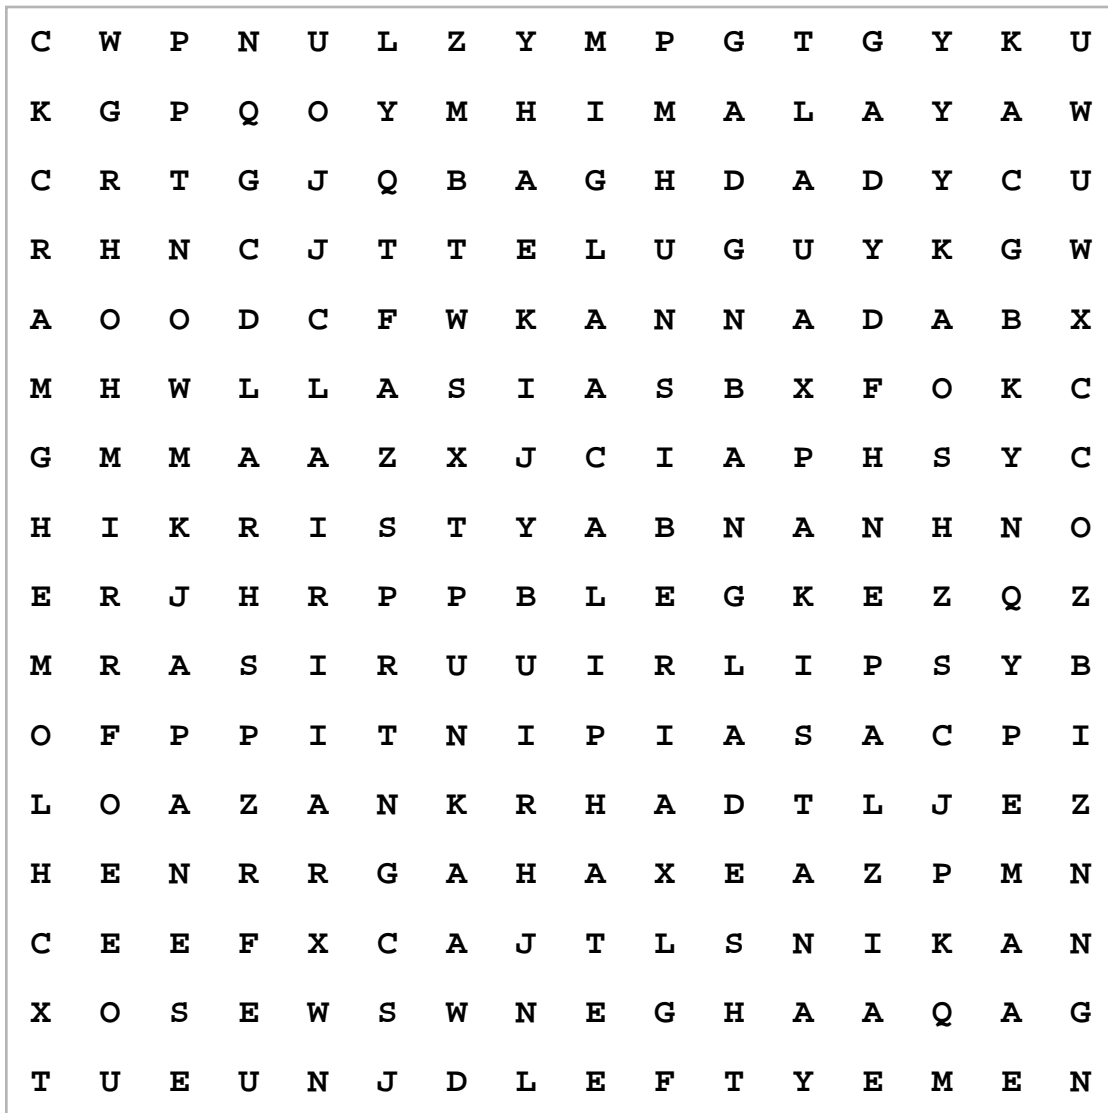 C W P N U L Z Y M P G T G Y K U
K G P Q O Y M H I M A L A Y A W
C R T G J Q B A G H D A D Y C U
R H N C J T T E L U G U Y K G W
A O O D C F W K A N N A D A B X
M H W L L A S I A S B X F O K C
G M M A A Z X J C I A P H S Y C
H I K R I S T Y A B N A N H N O
E R J H R P P B L E G K E Z Q Z
M R A S I R U U I R L I P S Y B
O F P P I T N I P I A S A C P I
L O A Z A N K R H A D T L J E Z
H E N R R G A H A X E A Z P M N
C E E F X C A J T L S N I K A N
X O S E W S W N E G H A A Q A G
T U E U N J D L E F T Y E M E N